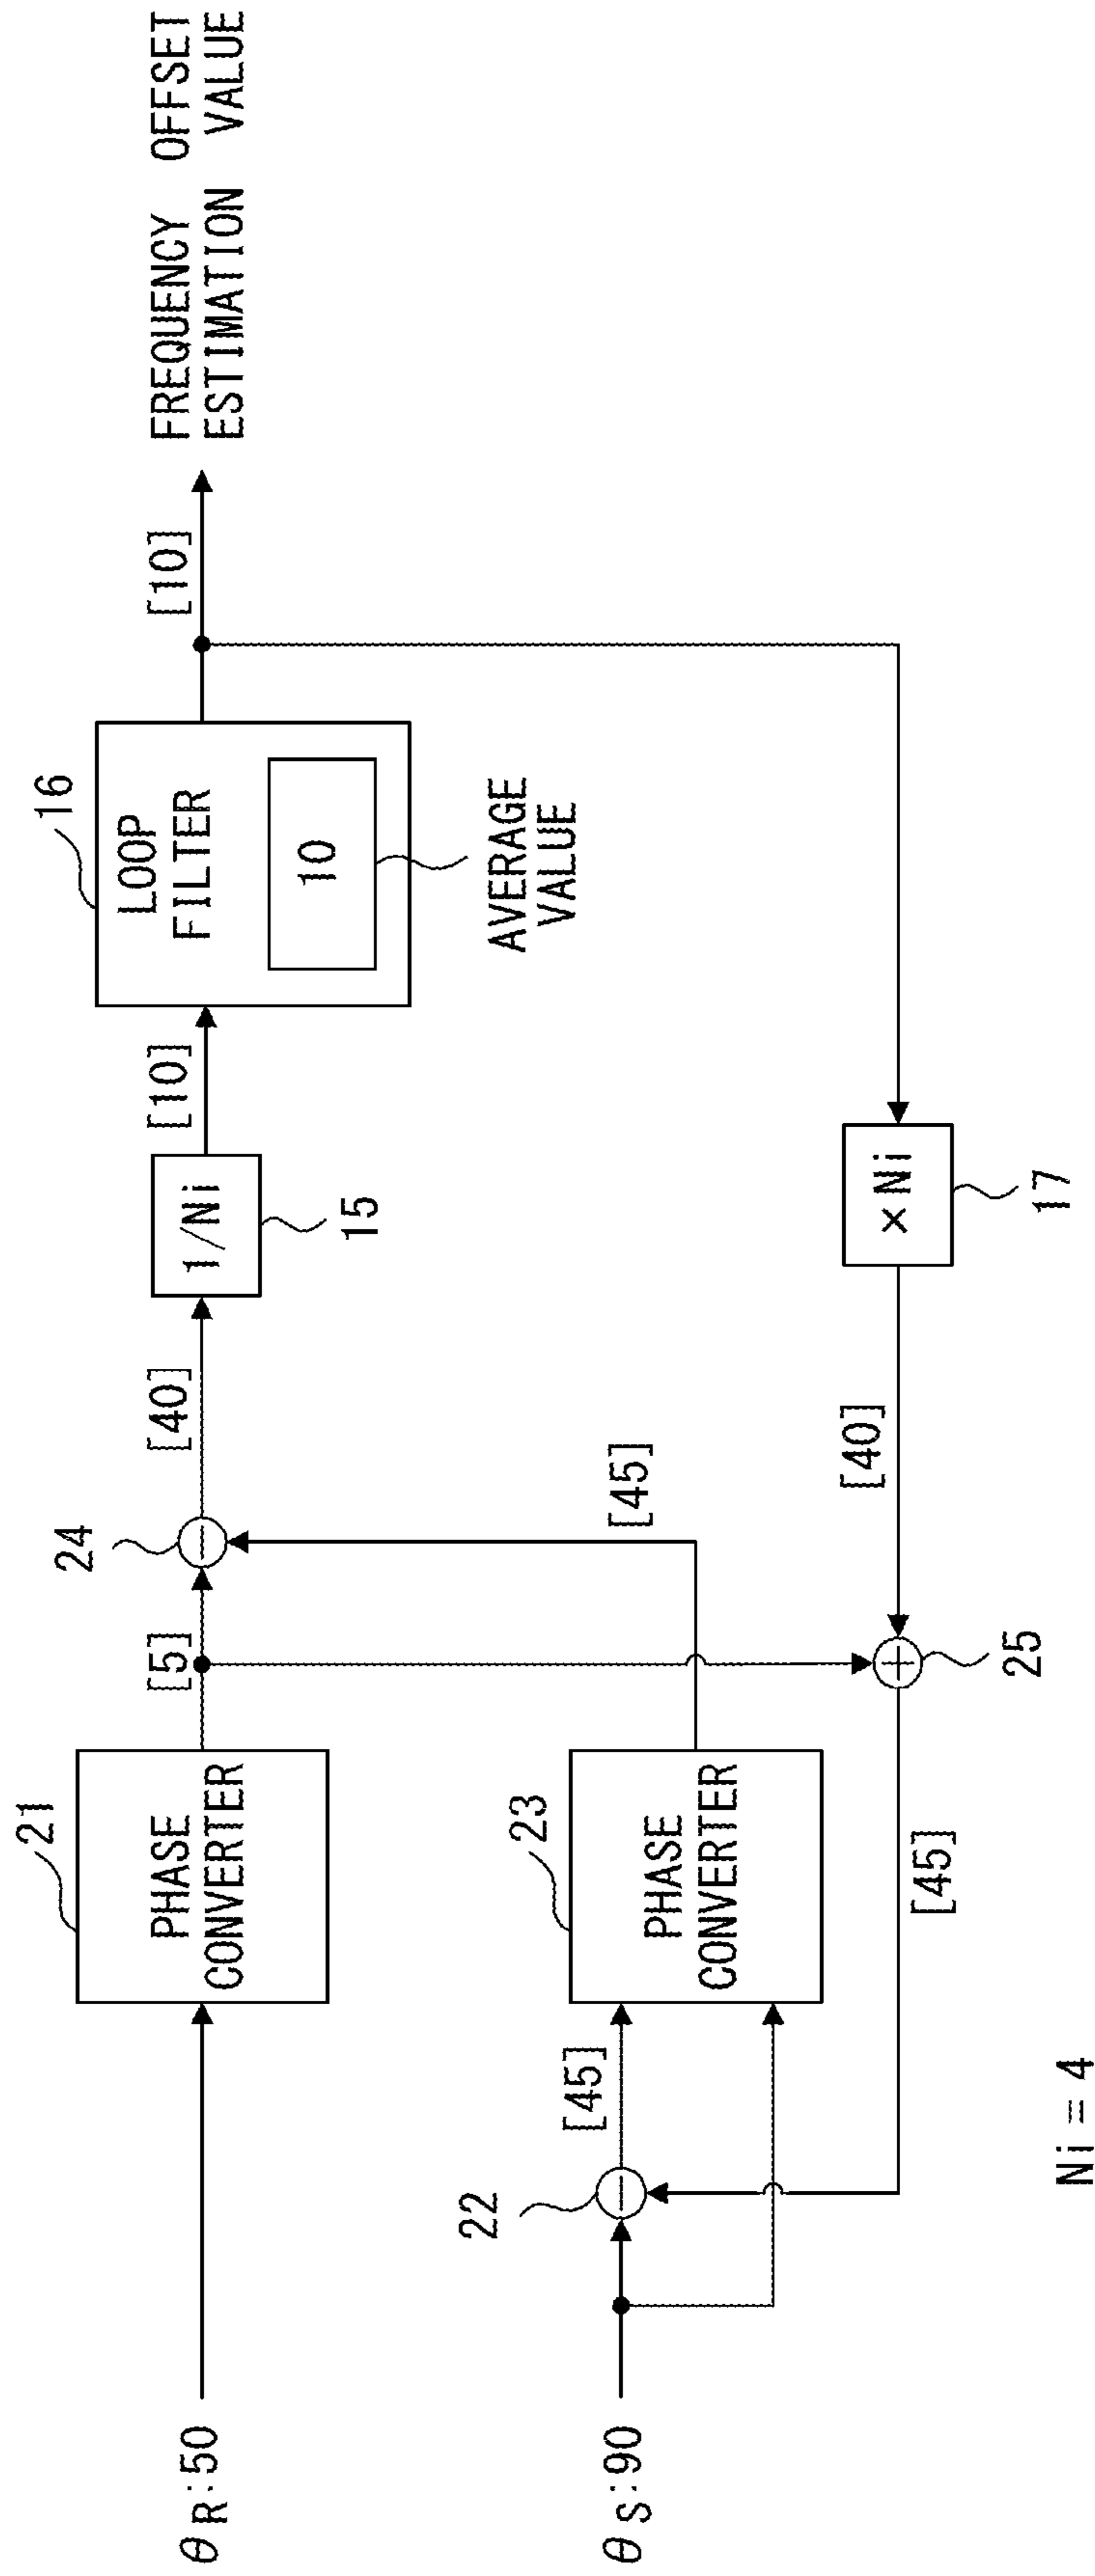 θR:50
21
PHASE
CONVERTER
[5]
24
[40]
1/Ni
15
[10]
16
LOOP
FILTER
10
AVERAGE
VALUE
[10]
FREQUENCY OFFSET
ESTIMATION VALUE
θS:90
22
[45]
23
PHASE
CONVERTER
[45]
[45]
25
[40]
×Ni
17
Ni = 4